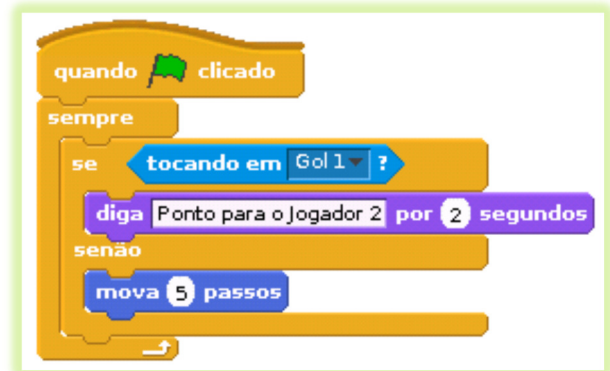 quando clicado
sempre
se tocando em Gol 1 ?
diga Ponto para o Jogador 2 por 2 segundos
senão
mova 5 passos